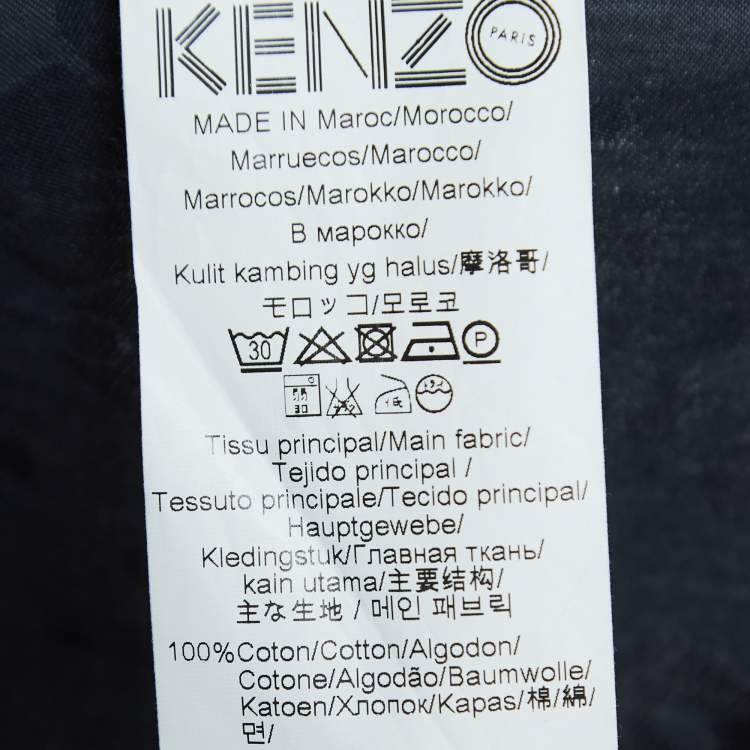 KENZO PARIS
MADE IN Maroc/Morocco/
Marruecos/Marocco/
Marrocos/Marokko/Marokko/
В марокко/
Kulit kambing yg halus/摩洛哥/
モロッコ/모로코
30 P
30
Tissu principal/Main fabric/
Tejido principal /
Tessuto principale/Tecido principal/
Hauptgewebe/
Kledingstuk/Главная ткань/
kain utama/主要结构/
主な生地 / 메인 패브릭
100%Coton/Cotton/Algodon/
Cotone/Algodão/Baumwolle/
Katoen/Хлопок/Kapas/棉/綿/
면/